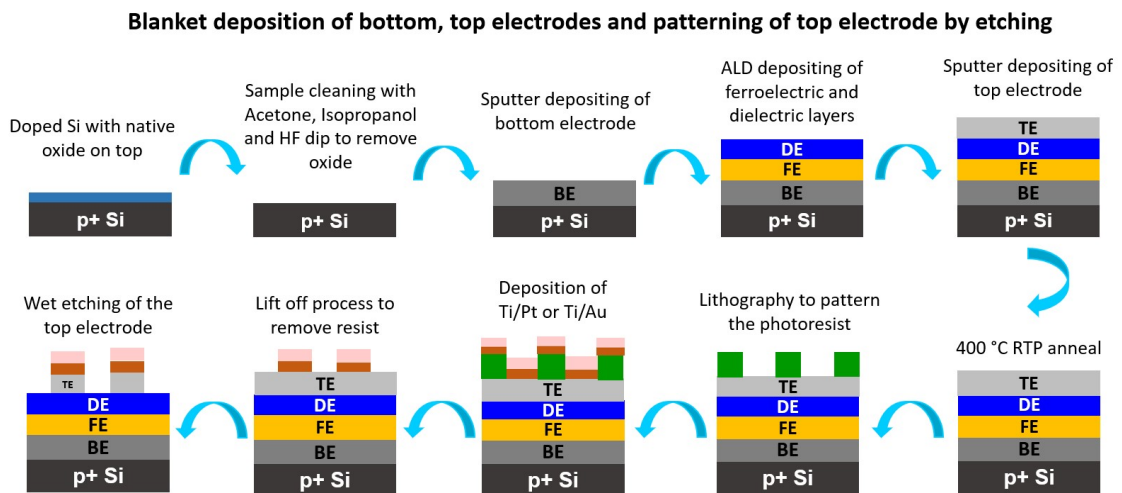 Blanket deposition of bottom, top electrodes and patterning of top electrode by etching
Doped Si with native
oxide on top
p+ Si
Sample cleaning with
Acetone, Isopropanol
and HF dip to remove
oxide
p+ Si
Sputter depositing of
bottom electrode
BE
p+ Si
ALD depositing of
ferroelectric and
dielectric layers
DE
FE
BE
p+ Si
Sputter depositing of
top electrode
TE
DE
FE
BE
p+ Si
400 °C RTP anneal
TE
DE
FE
BE
p+ Si
Lithography to pattern
the photoresist
TE
DE
FE
BE
p+ Si
Deposition of
Ti/Pt or Ti/Au
TE
DE
FE
BE
p+ Si
Lift off process to
remove resist
TE
DE
FE
BE
p+ Si
Wet etching of the
top electrode
TE
DE
FE
BE
p+ Si